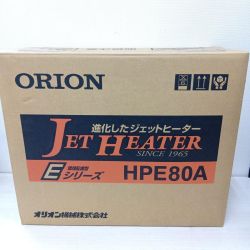 ORION
進化したジェットヒーター
JET HEATER
SINCE 1965
Eシリーズ HPE80A
オリオン機械株式会社